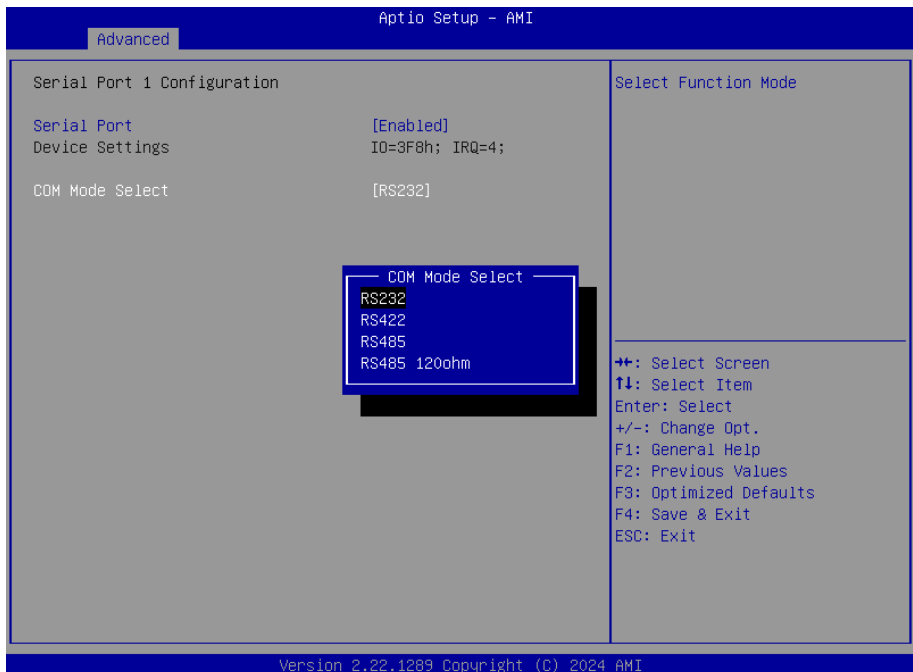 Aptio Setup – AMI
Advanced
Serial Port 1 Configuration
Serial Port [Enabled]
Device Settings IO=3F8h; IRQ=4;
COM Mode Select [RS232]
COM Mode Select
RS232
RS422
RS485
RS485 120ohm
Select Function Mode
→←: Select Screen
↑↓: Select Item
Enter: Select
+/-: Change Opt.
F1: General Help
F2: Previous Values
F3: Optimized Defaults
F4: Save & Exit
ESC: Exit
Version 2.22.1289 Copyright (C) 2024 AMI